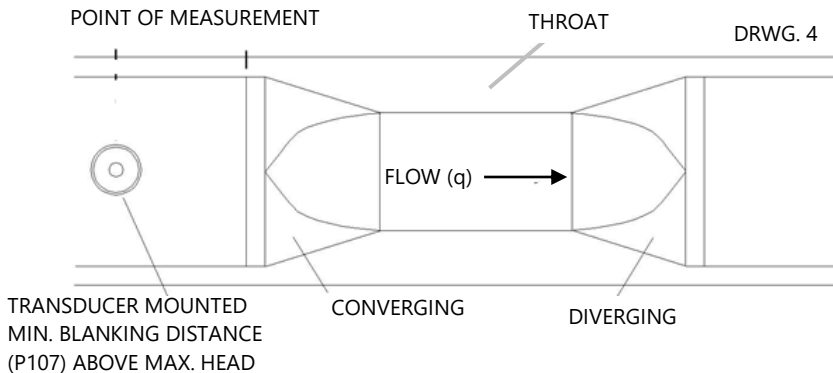 POINT OF MEASUREMENT
THROAT
DRWG. 4
FLOW (q)
TRANSDUCER MOUNTED
MIN. BLANKING DISTANCE
(P107) ABOVE MAX. HEAD
CONVERGING
DIVERGING